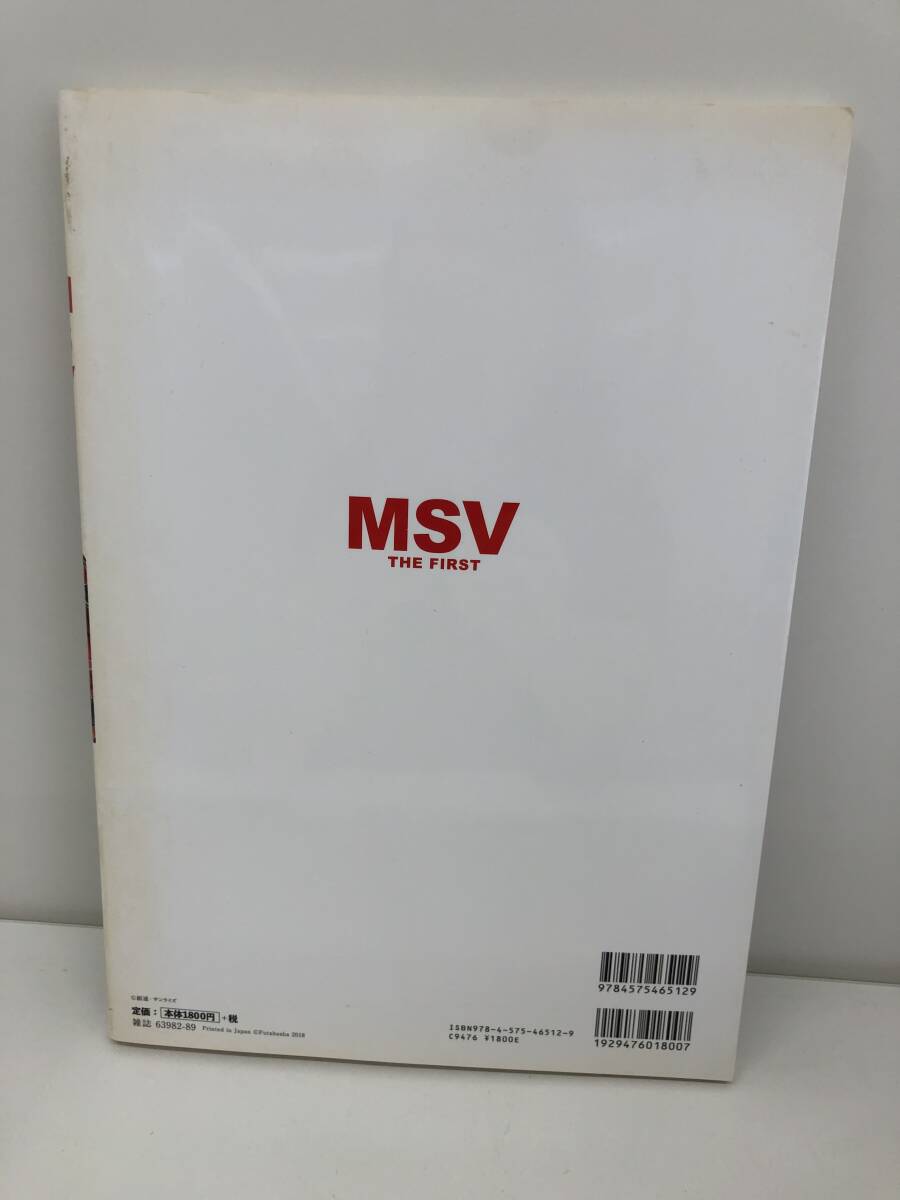 MSV
THE FIRST
©創通・サンライズ
定価：本体1800円+税
雑誌 63982-89 Printed in Japan ©Futabasha 2018
9784575465129
ISBN978-4-575-46512-9
C9476 ¥1800E
1929476018007